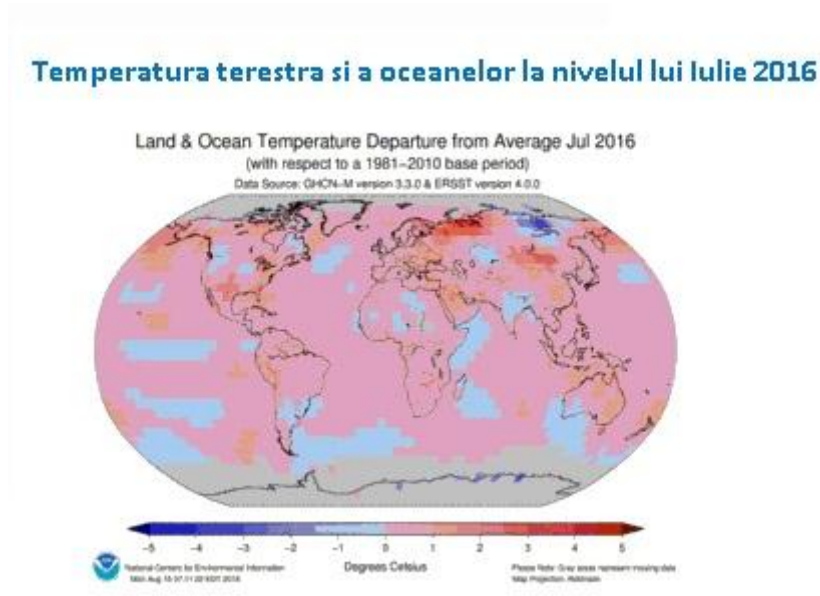 Temperatura terestra si a oceanelor la nivelul lui Iulie 2016
Land & Ocean Temperature Departure from Average Jul 2016
(with respect to a 1981–2010 base period)
Data Source: GHCN–M version 3.3.0 & ERSST version 4.0.0
-5 -4 -3 -2 -1 0 1 2 3 4 5
Degrees Celsius
National Centers for Environmental Information
Please Note: Gray areas represent missing data
Map Projection: Robinson